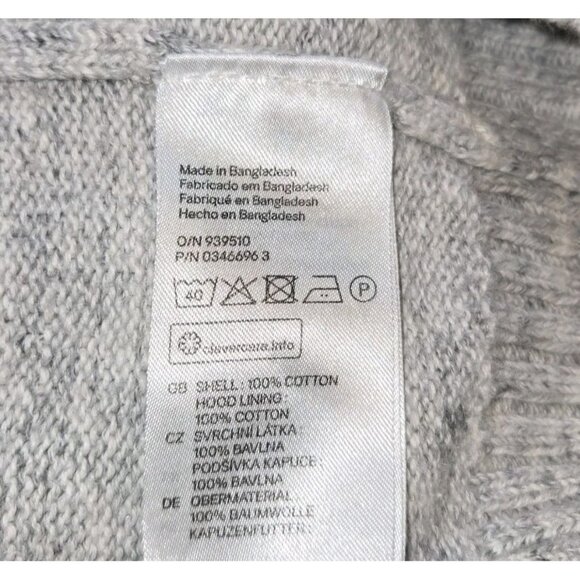 Made in Bangladesh
Fabricado em Bangladesh
Fabriqué en Bangladesh
Hecho en Bangladesh
O/N 939510
P/N 0346696 3
40 P
clevercare.info
GB SHELL: 100% COTTON
HOOD LINING:
100% COTTON
CZ SVRCHNÍ LÁTKA:
100% BAVLNA
PODŠÍVKA KAPUCE:
100% BAVLNA
DE OBERMATERIAL:
100% BAUMWOLLE
KAPUZENFUTTER: